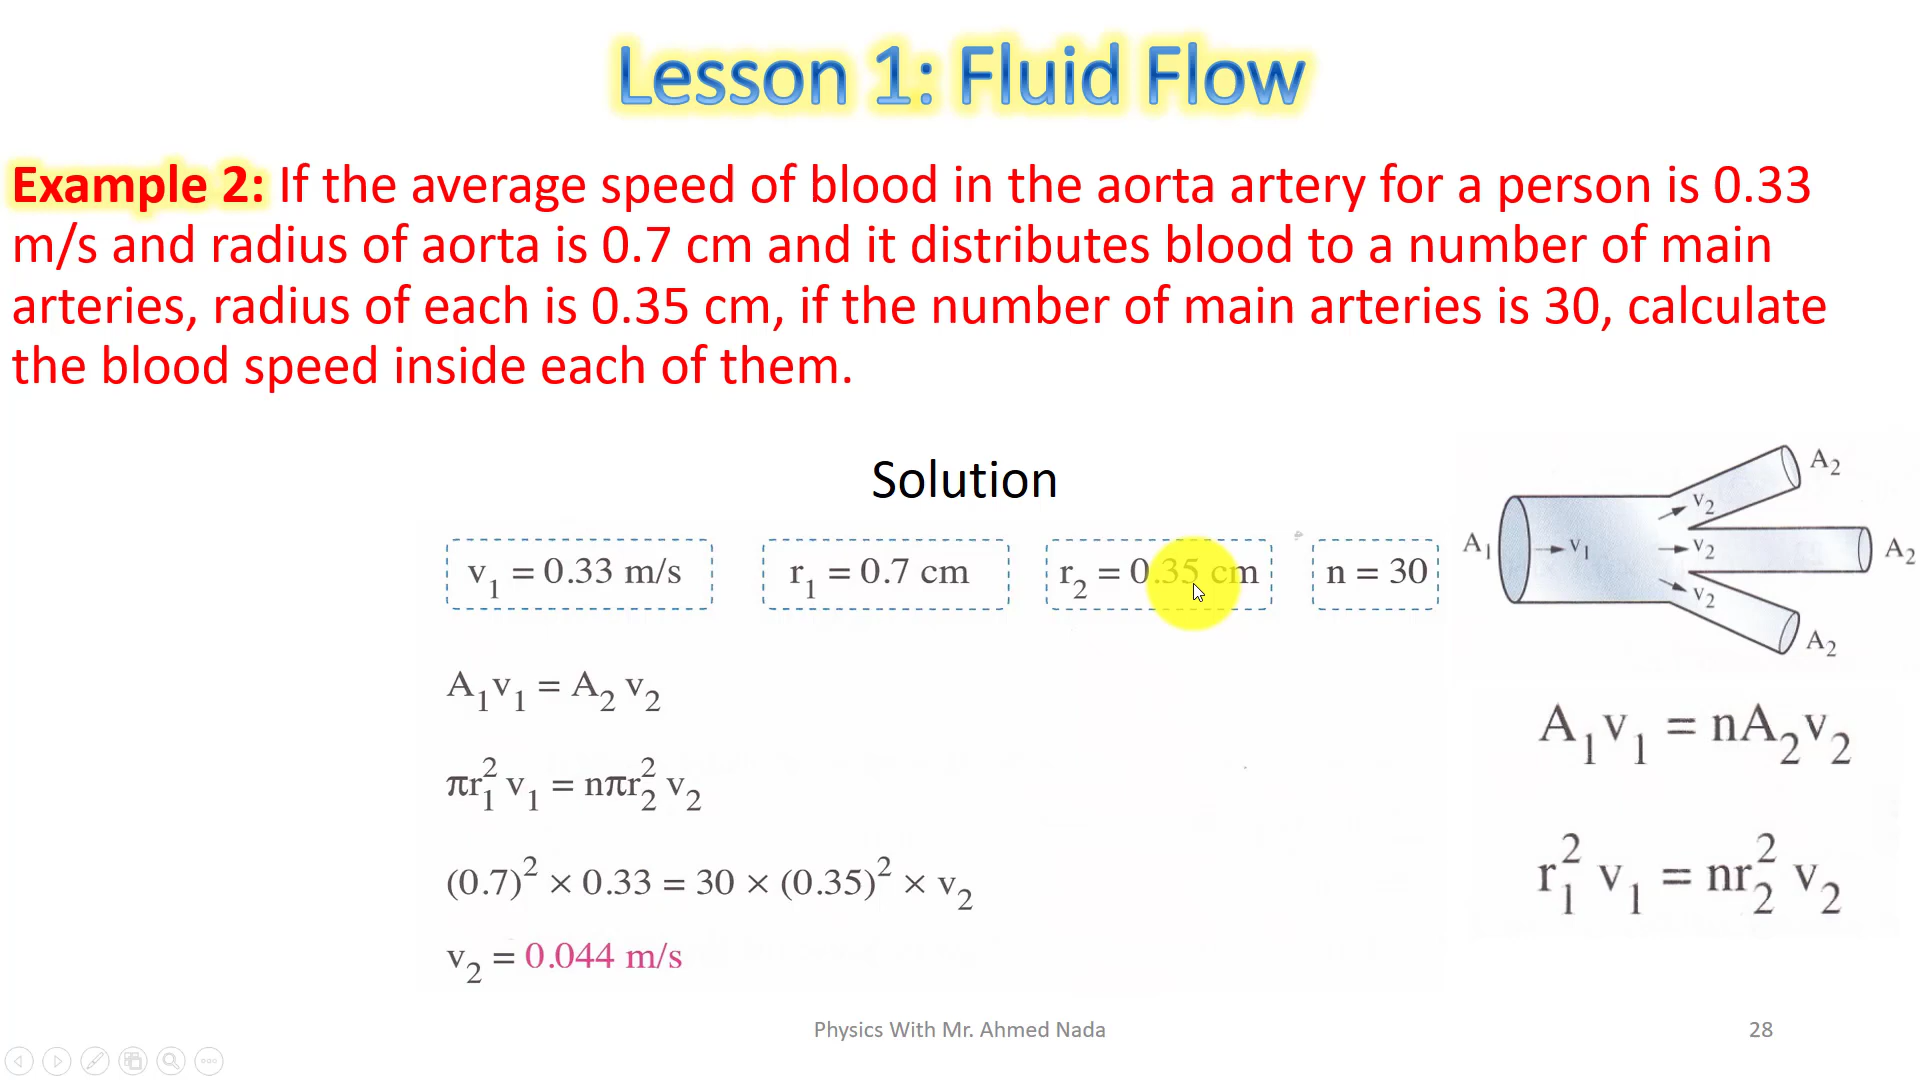 Lesson 1: Fluid Flow
Example 2: If the average speed of blood in the aorta artery for a person is 0.33
m/s and radius of aorta is 0.7 cm and it distributes blood to a number of main
arteries, radius of each is 0.35 cm, if the number of main arteries is 30, calculate
the blood speed inside each of them.
Solution
v₁ = 0.33 m/s
r₁ = 0.7 cm
r₂ = 0.35 cm
n = 30
A₁v₁ = A₂ v₂
πr₁² v₁ = nπr₂² v₂
(0.7)² × 0.33 = 30 × (0.35)² × v₂
v₂ = 0.044 m/s
A₂
v₂
A₁
v₁
v₂
A₂
v₂
A₂
A₁v₁ = nA₂v₂
r₁² v₁ = nr₂² v₂
Physics With Mr. Ahmed Nada
28